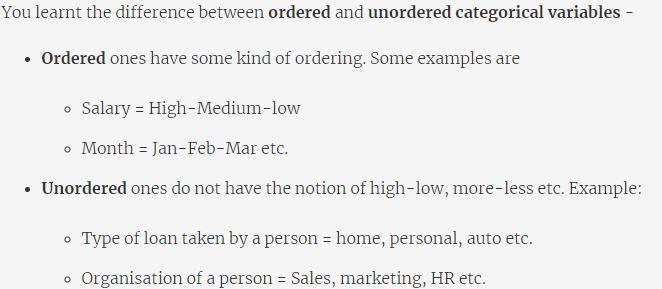 You learnt the difference between ordered and unordered categorical variables -
• Ordered ones have some kind of ordering. Some examples are
◦ Salary = High-Medium-low
◦ Month = Jan-Feb-Mar etc.
• Unordered ones do not have the notion of high-low, more-less etc. Example:
◦ Type of loan taken by a person = home, personal, auto etc.
◦ Organisation of a person = Sales, marketing, HR etc.